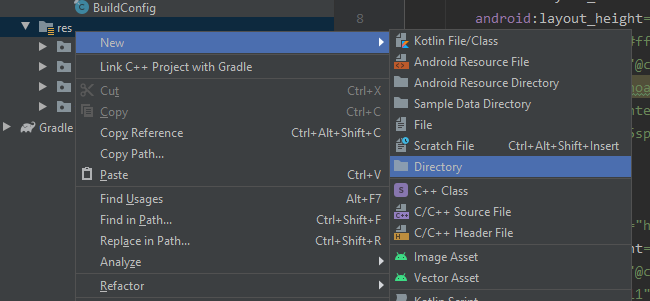 BuildConfig
8
android:layout_height=
res
New
Kotlin File/Class
Link C++ Project with Gradle
Android Resource File
Android Resource Directory
Cut Ctrl+X
Sample Data Directory
Copy Ctrl+C
File
Gradle
Copy Reference Ctrl+Alt+Shift+C
Scratch File Ctrl+Alt+Shift+Insert
Copy Path...
Directory
Paste Ctrl+V
C++ Class
Find Usages Alt+F7
C/C++ Source File
Find in Path... Ctrl+Shift+F
C/C++ Header File
Replace in Path... Ctrl+Shift+R
Analyze
Image Asset
Vector Asset
Refactor
Kotlin Script